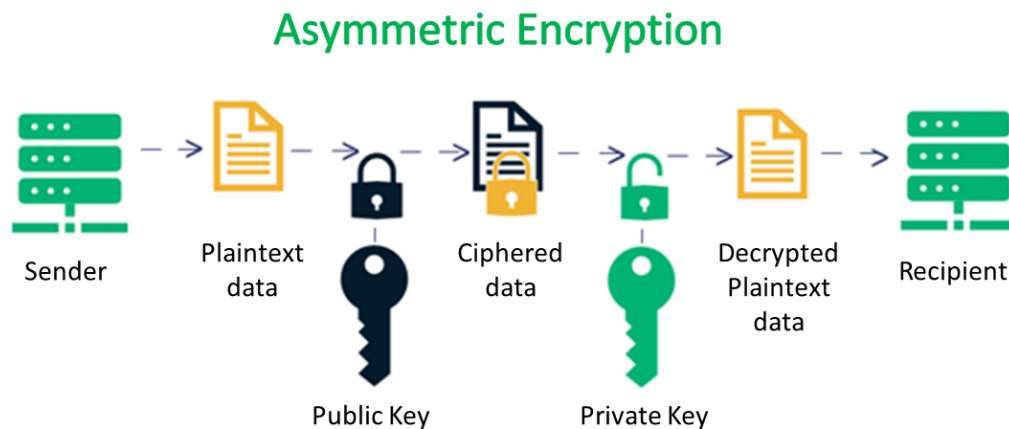 Asymmetric Encryption
Sender
Plaintext
data
Ciphered
data
Decrypted
Plaintext
data
Recipient
Public Key
Private Key